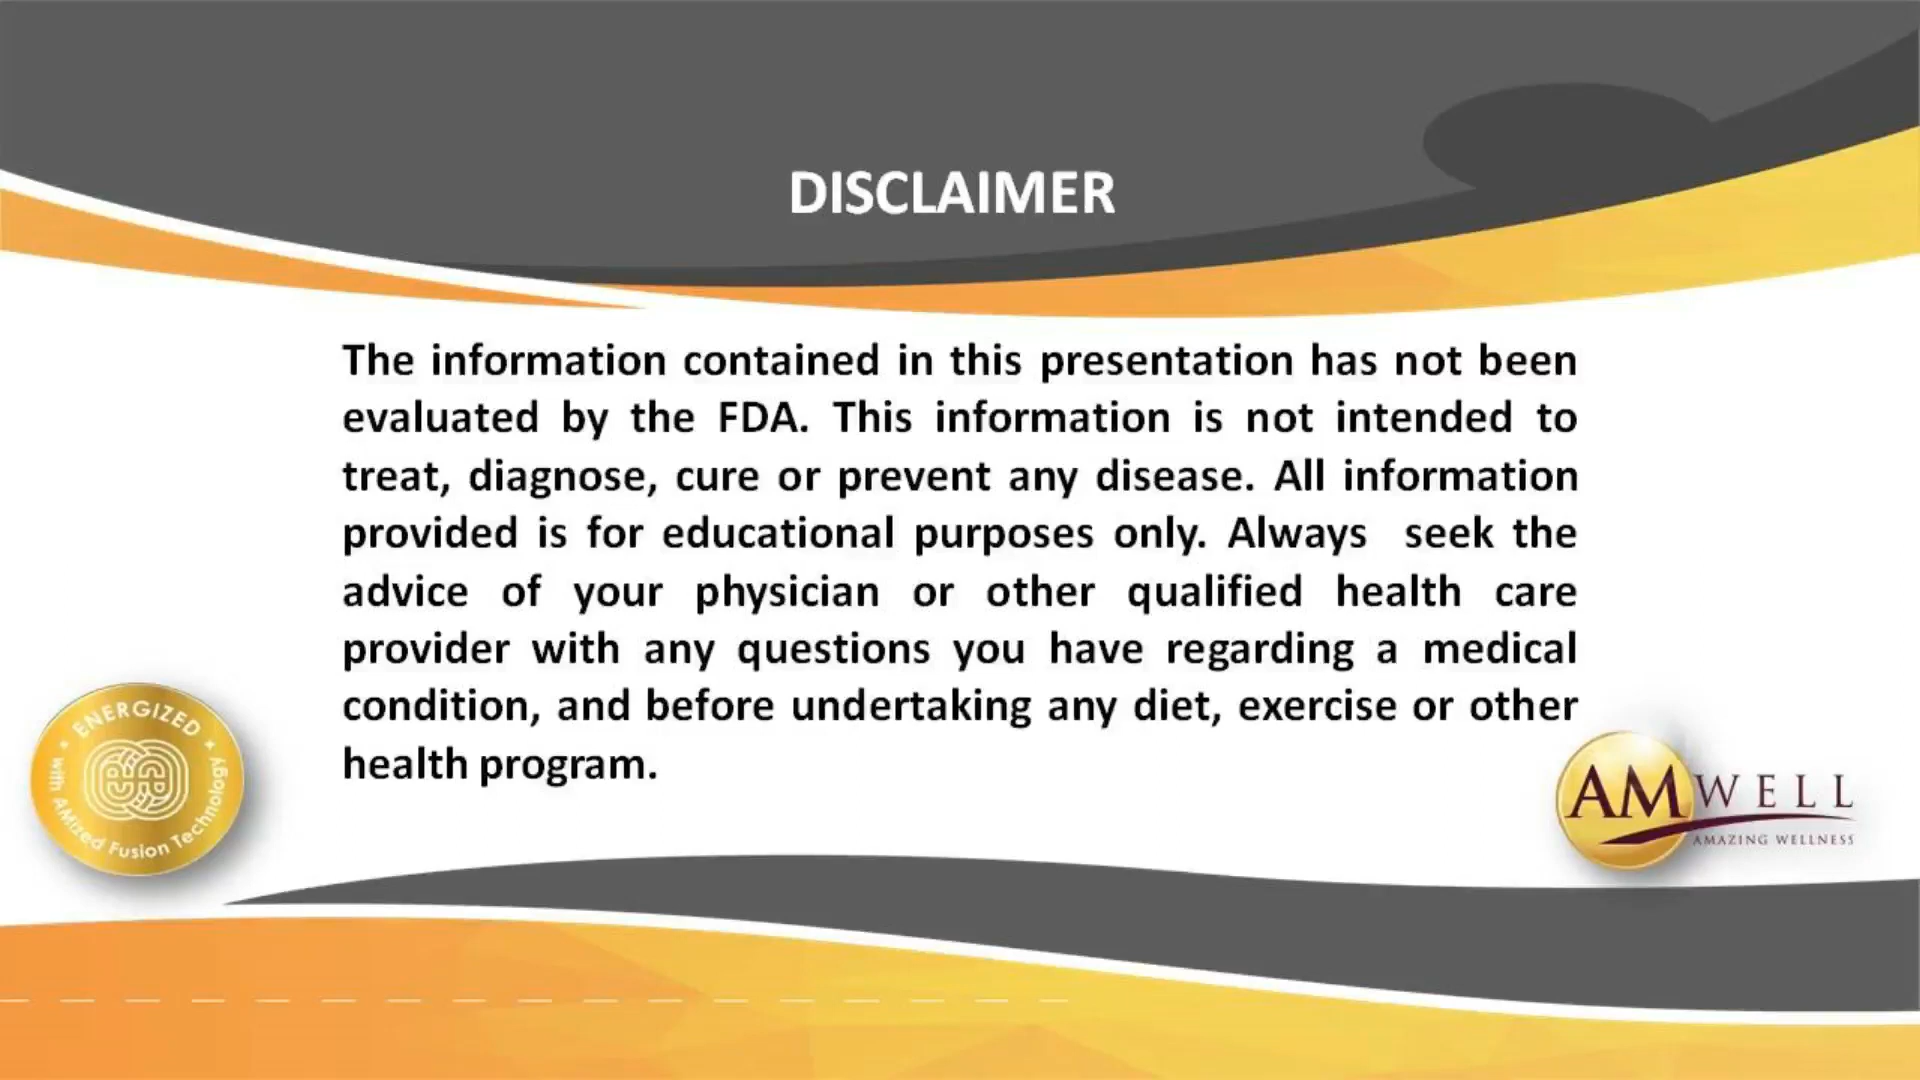 DISCLAIMER
The information contained in this presentation has not been
evaluated by the FDA. This information is not intended to
treat, diagnose, cure or prevent any disease. All information
provided is for educational purposes only. Always seek the
advice of your physician or other qualified health care
provider with any questions you have regarding a medical
condition, and before undertaking any diet, exercise or other
health program.
ENERGIZED
with AMized Fusion Technology
AMWELL
AMAZING WELLNESS